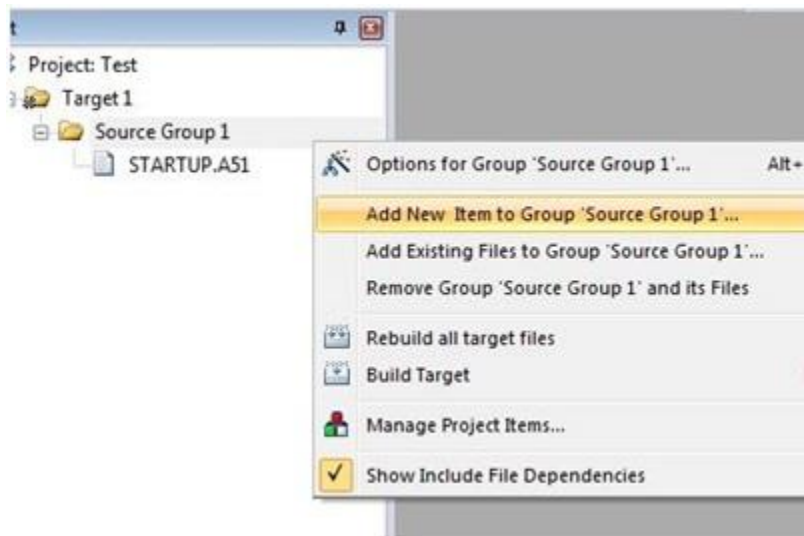 t
Project: Test
Target 1
Source Group 1
STARTUP.A51
Options for Group 'Source Group 1'... Alt+
Add New Item to Group 'Source Group 1'...
Add Existing Files to Group 'Source Group 1'...
Remove Group 'Source Group 1' and its Files
Rebuild all target files
Build Target
Manage Project Items...
Show Include File Dependencies